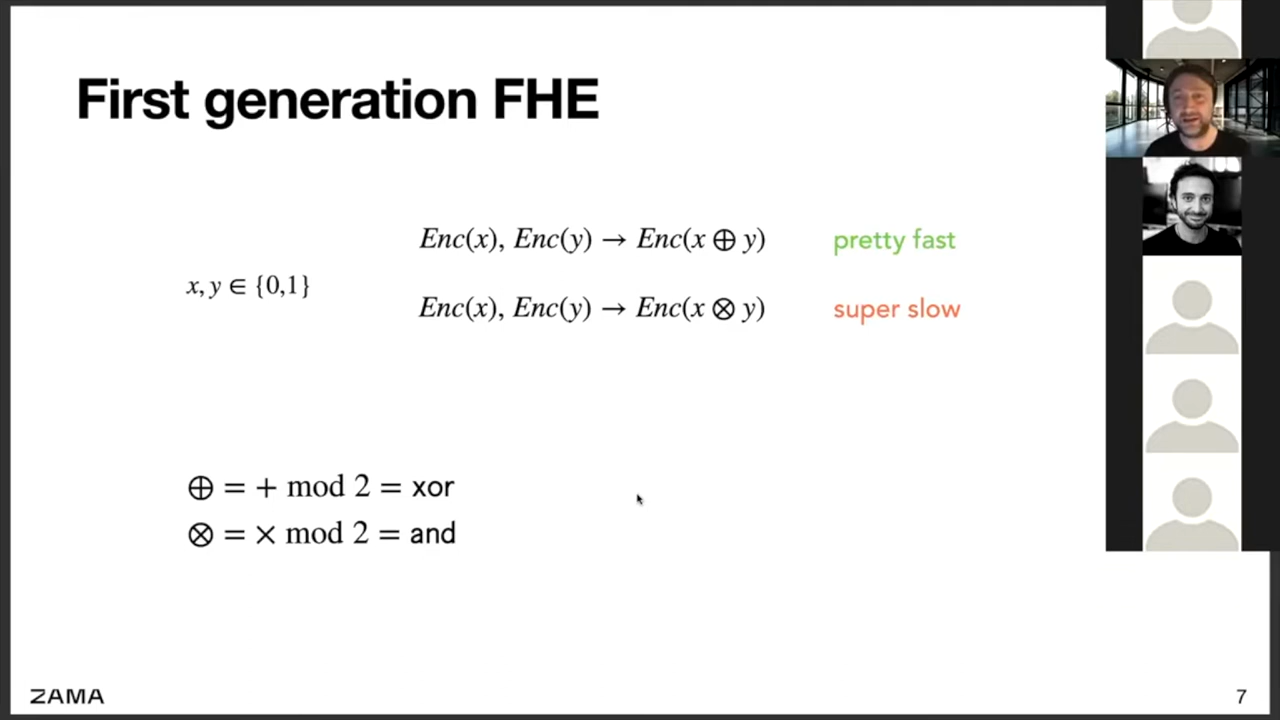 First generation FHE
Enc(x), Enc(y) → Enc(x ⊕ y) pretty fast
x, y ∈ {0,1}
Enc(x), Enc(y) → Enc(x ⊗ y) super slow
⊕ = + mod 2 = xor
⊗ = × mod 2 = and
ZAMA
7